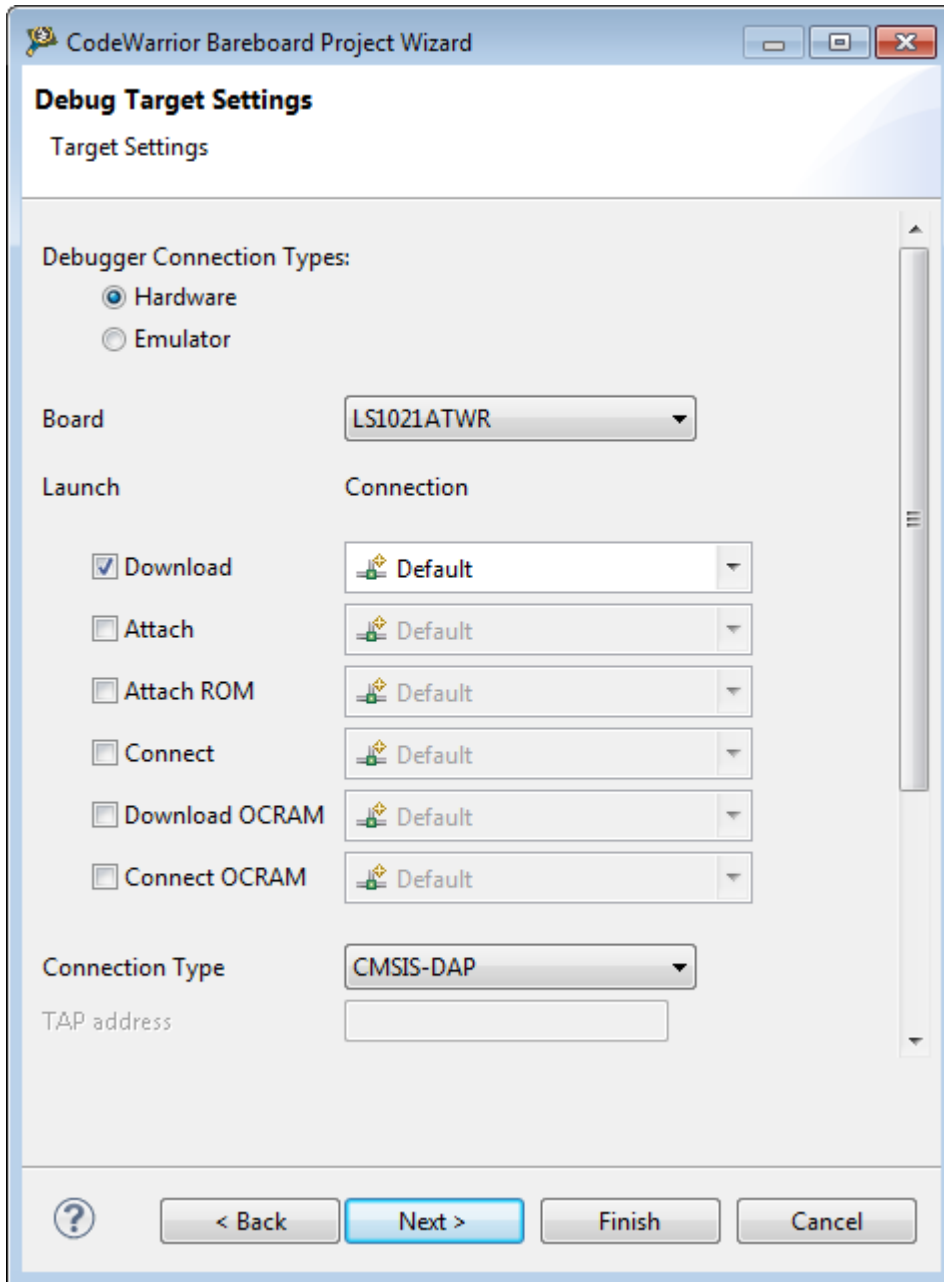 CodeWarrior Bareboard Project Wizard
Debug Target Settings
Target Settings
Debugger Connection Types:
Hardware
Emulator
Board LS1021ATWR
Launch Connection
Download Default
Attach Default
Attach ROM Default
Connect Default
Download OCRAM Default
Connect OCRAM Default
Connection Type CMSIS-DAP
TAP address
? < Back Next > Finish Cancel